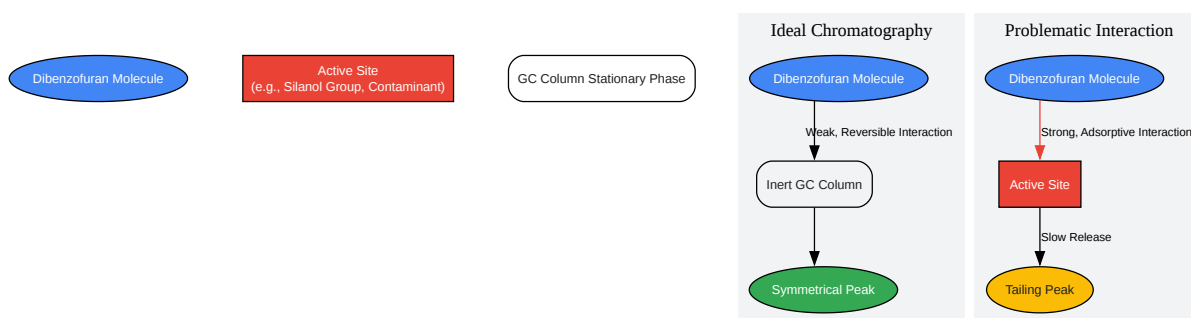 Dibenzofuran Molecule
Active Site
(e.g., Silanol Group, Contaminant)
GC Column Stationary Phase
Ideal Chromatography
Dibenzofuran Molecule
Weak, Reversible Interaction
Inert GC Column
Symmetrical Peak
Problematic Interaction
Dibenzofuran Molecule
Strong, Adsorptive Interaction
Active Site
Slow Release
Tailing Peak